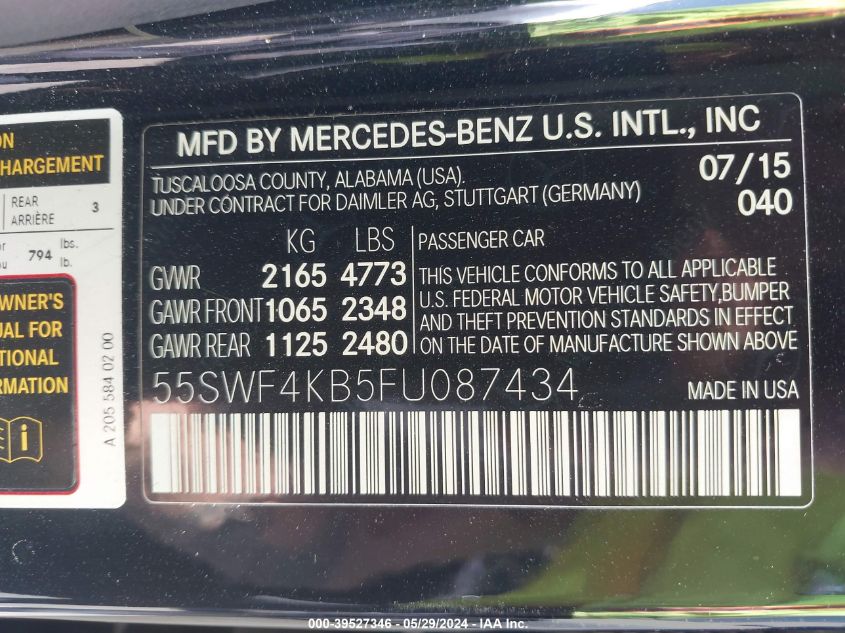 ON
HARGEMENT
REAR
ARRIÈRE 3
or
794 lbs.
lb.
WNER'S
UAL FOR
TIONAL
RMATION
A 205 584 02 00
MFD BY MERCEDES-BENZ U.S. INTL., INC
TUSCALOOSA COUNTY, ALABAMA (USA). 07/15
UNDER CONTRACT FOR DAIMLER AG, STUTTGART (GERMANY) 040
KG LBS PASSENGER CAR
GVWR 2165 4773
GAWR FRONT 1065 2348
GAWR REAR 1125 2480
THIS VEHICLE CONFORMS TO ALL APPLICABLE
U.S. FEDERAL MOTOR VEHICLE SAFETY,BUMPER
AND THEFT PREVENTION STANDARDS IN EFFECT
ON THE DATE OF MANUFACTURE SHOWN ABOVE
55SWF4KB5FU087434 MADE IN USA
000-39527346 - 05/29/2024 - IAA Inc.